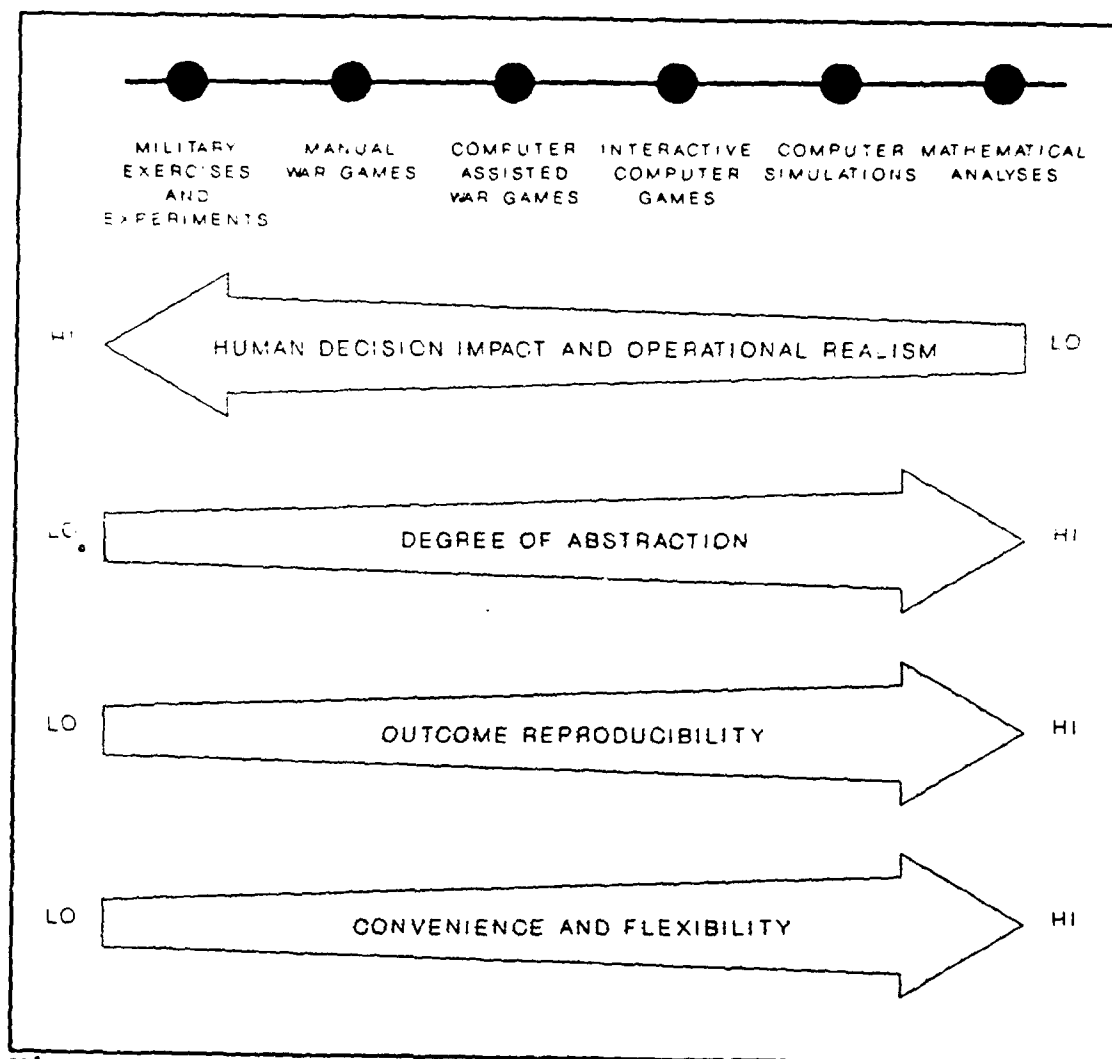 MILITARY
EXERCISES
AND
EXPERIMENTS
MANUAL
WAR GAMES
COMPUTER
ASSISTED
WAR GAMES
INTERACTIVE
COMPUTER
GAMES
COMPUTER
SIMULATIONS
MATHEMATICAL
ANALYSES
HI
HUMAN DECISION IMPACT AND OPERATIONAL REALISM
LO
LO
DEGREE OF ABSTRACTION
HI
LO
OUTCOME REPRODUCIBILITY
HI
LO
CONVENIENCE AND FLEXIBILITY
HI